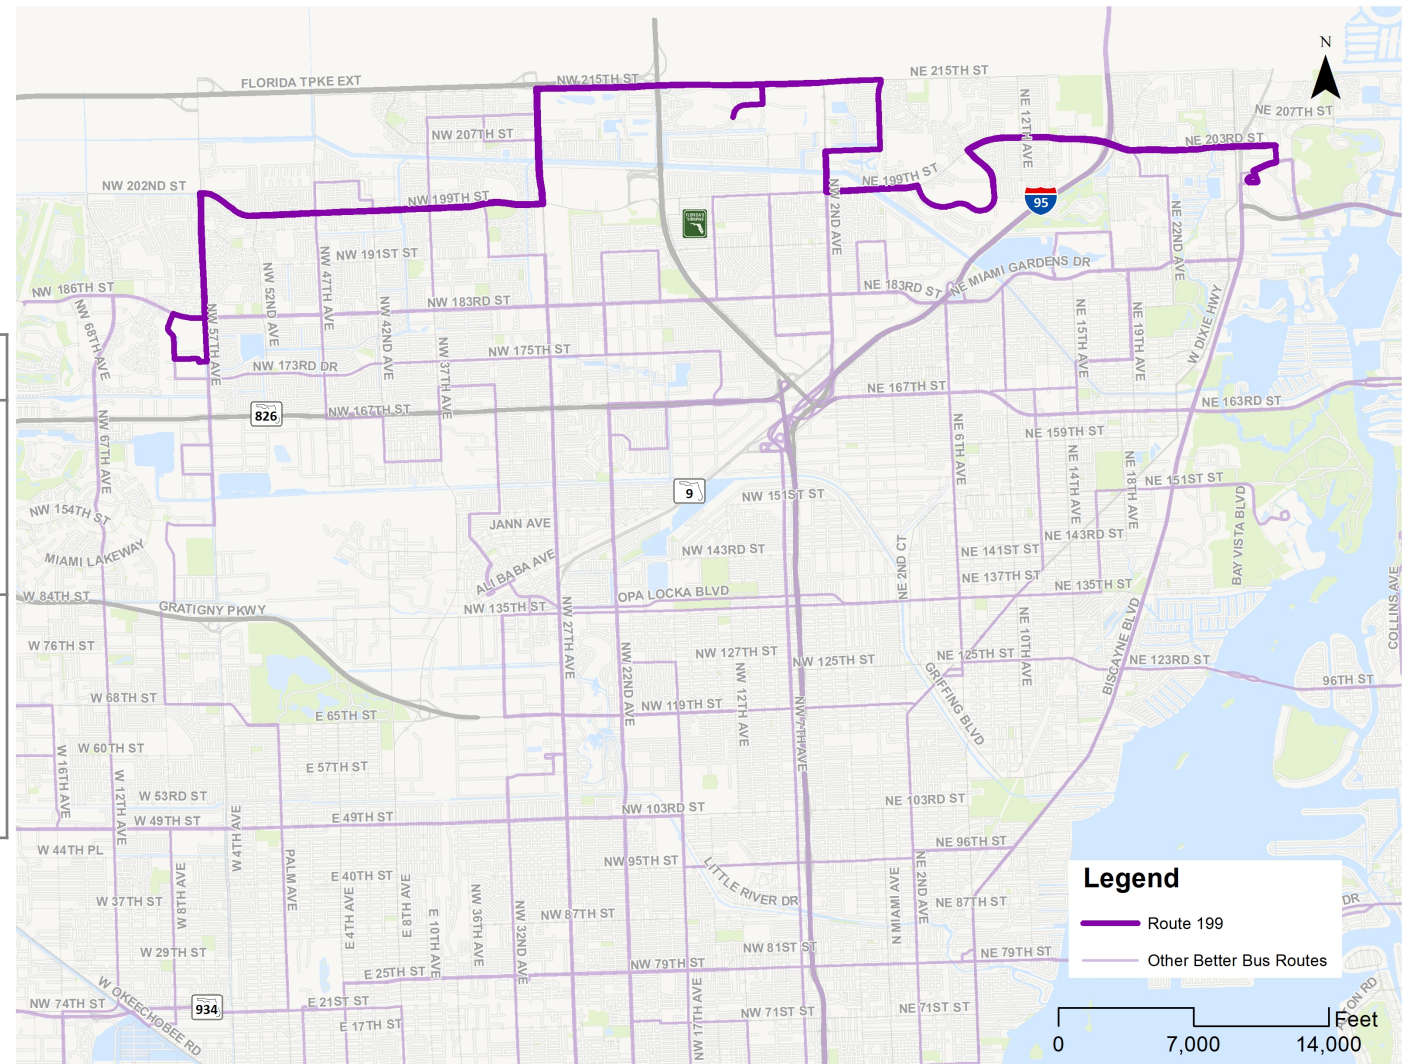 N
FLORIDA TPKE EXT
NW 215TH ST
NE 215TH ST
NE 207TH ST
NE 12TH AVE
NW 207TH ST
NE 203RD ST
NW 202ND ST
NW 199TH ST
NE 199TH ST
NW 2ND AVE
95
NE 22ND AVE
FLORIDA'S
TURNPIKE
NW 191ST ST
NW 52ND AVE
NW 47TH AVE
NE MIAMI GARDENS DR
NW 186TH ST
NE 183RD ST
NW 183RD ST
NW 68TH AVE
NW 57TH AVE
NW 42ND AVE
NW 37TH AVE
NE 15TH AVE
NE 19TH AVE
W DIXIE HWY
NW 175TH ST
NW 173RD DR
NE 167TH ST
NE 163RD ST
826
NW 167TH ST
NW 67TH AVE
NE 6TH AVE
NE 159TH ST
NE 14TH AVE
NE 18TH AVE
NE 151ST ST
9
NW 151ST ST
BAY VISTA BLVD
NW 154TH ST
JANN AVE
NE 143RD ST
MIAMI LAKEWAY
NW 143RD ST
NE 2ND CT
NE 141ST ST
ALI BABA AVE
NE 137TH ST
NE 135TH ST
W 84TH ST
GRATIGNY PKWY
NW 135TH ST
OPA LOCKA BLVD
COLLINS AVE
NW 27TH AVE
NE 10TH AVE
BISCAYNE BLVD
W 76TH ST
NW 22ND AVE
NW 127TH ST
NW 125TH ST
NE 125TH ST
NE 123RD ST
NW 12TH AVE
GRIFFING BLVD
96TH ST
W 68TH ST
E 65TH ST
NW 119TH ST
NW 7TH AVE
W 60TH ST
W 16TH AVE
E 57TH ST
W 12TH AVE
W 53RD ST
W 49TH ST
W 4TH AVE
E 49TH ST
NW 103RD ST
NE 103RD ST
W 44TH PL
NE 96TH ST
PALM AVE
NW 95TH ST
LITTLE RIVER DR
W 8TH AVE
E 40TH ST
E 4TH AVE
E 8TH AVE
N MIAMI AVE
NE 2ND AVE
W 37TH ST
E 10TH AVE
NW 36TH AVE
NW 32ND AVE
NW 87TH ST
NE 87TH ST
DR
W 29TH ST
NW 81ST ST
NE 79TH ST
E 25TH ST
NW 79TH ST
W OKEECHOBEE RD
NW 74TH ST
934
E 21ST ST
E 17TH ST
NW 17TH AVE
NW 71ST ST
NE 71ST ST
Legend
Route 199
Other Better Bus Routes
Feet
0 7,000 14,000